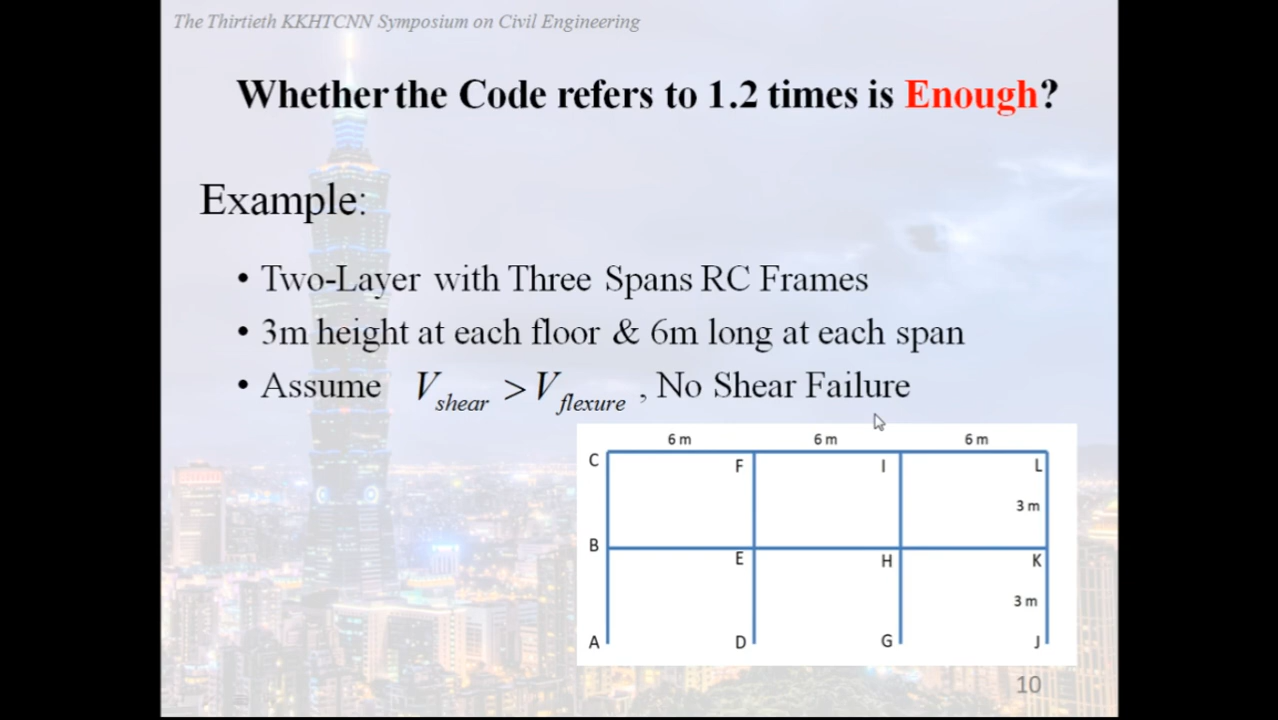 The Thirtieth KKHTCNN Symposium on Civil Engineering
Whether the Code refers to 1.2 times is Enough?
Example:
• Two-Layer with Three Spans RC Frames
• 3m height at each floor & 6m long at each span
• Assume V shear > V flexure , No Shear Failure
6 m 6 m 6 m
C F I L
3 m
B E H K
3 m
A D G J
10